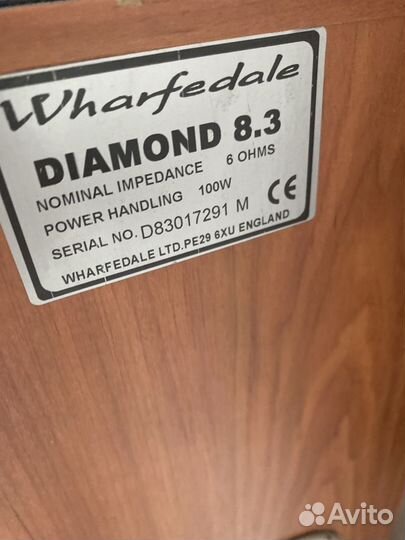 Wharfedale
DIAMOND 8.3
NOMINAL IMPEDANCE 6 OHMS
POWER HANDLING 100W
SERIAL NO. D83017291 M
CE
WHARFEDALE LTD.PE29 6XU ENGLAND
Avito